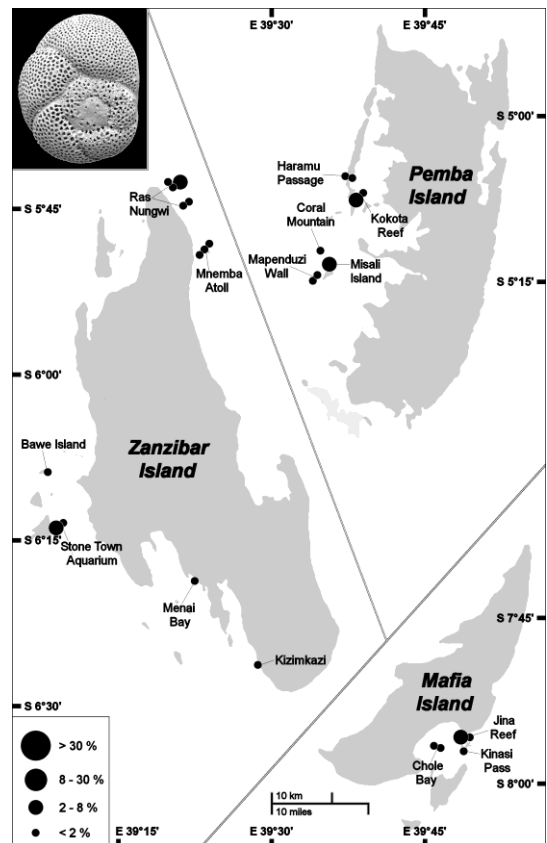 E 39°30'
E 39°45'
S 5°00'
Haramu
Passage
Pemba
Island
Ras
Nungwi
S 5°45'
Coral
Mountain
Kokota
Reef
Mapenduzi
Wall
Misali
Island
Mnemba
Atoll
S 5°15'
S 6°00'
Bawe Island
Zanzibar
Island
S 6°15'
Stone Town
Aquarium
Menai
Bay
S 7°45'
Kizimkazi
Mafia
Island
S 6°30'
Jina
Reef
Chole
Bay
Kinasi
Pass
S 8°00'
> 30 %
8 - 30 %
2 - 8 %
< 2 %
10 km
10 miles
E 39°15'
E 39°30'
E 39°45'